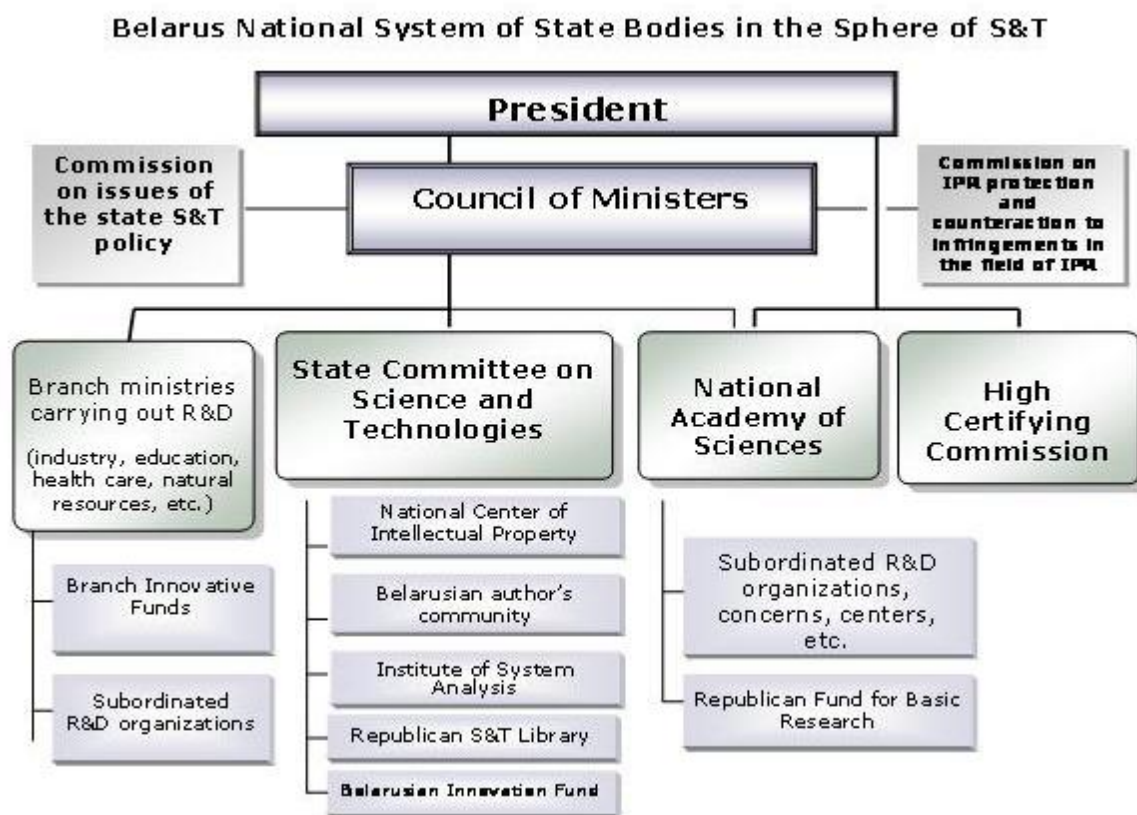 Belarus National System of State Bodies in the Sphere of S&T
President
Commission
on issues of
the state S&T
policy
Council of Ministers
Commission on
IPR protection
and
counteraction to
infringements in
the field of IPR
Branch ministries
carrying out R&D
(industry, education,
health care, natural
resources, etc.)
State Committee on
Science and
Technologies
National
Academy of
Sciences
High
Certifying
Commission
Branch Innovative
Funds
Subordinated
R&D organizations
National Center of
Intellectual Property
Belarusian author's
community
Institute of System
Analysis
Republican S&T Library
Belarusian Innovation Fund
Subordinated R&D
organizations,
concerns, centers,
etc.
Republican Fund for Basic
Research